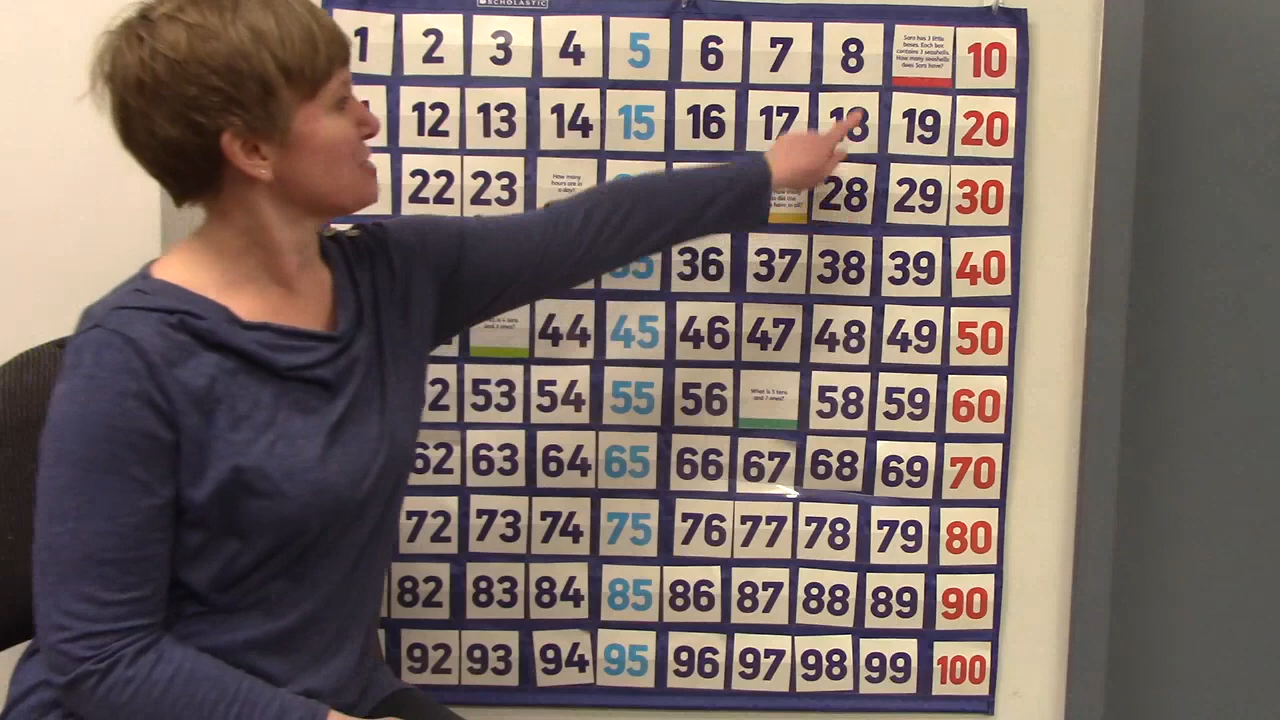 SCHOLASTIC
1 2 3 4 5 6 7 8 Sara has 3 little boxes. Each box contains 3 seashells. How many seashells does Sara have? 10
12 13 14 15 16 17 18 19 20
22 23 How many hours are in a day? 28 29 30
35 36 37 38 39 40
44 45 46 47 48 49 50
53 54 55 56 What is 5 tens and 7 ones? 58 59 60
62 63 64 65 66 67 68 69 70
72 73 74 75 76 77 78 79 80
82 83 84 85 86 87 88 89 90
92 93 94 95 96 97 98 99 100